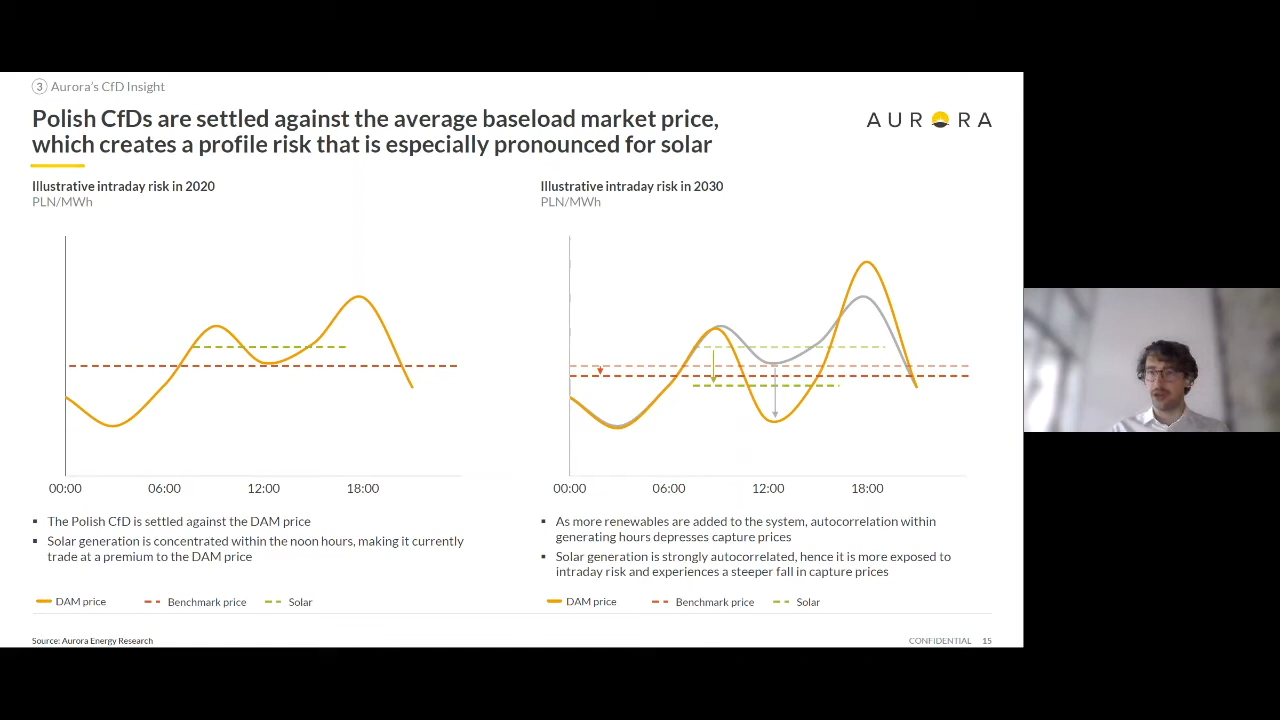 3 Aurora's CfD Insight
Polish CfDs are settled against the average baseload market price,
which creates a profile risk that is especially pronounced for solar
AURORA
Illustrative intraday risk in 2020
PLN/MWh
00:00 06:00 12:00 18:00
▪ The Polish CfD is settled against the DAM price
▪ Solar generation is concentrated within the noon hours, making it currently
trade at a premium to the DAM price
DAM price Benchmark price Solar
Illustrative intraday risk in 2030
PLN/MWh
00:00 06:00 12:00 18:00
▪ As more renewables are added to the system, autocorrelation within
generating hours depresses capture prices
▪ Solar generation is strongly autocorrelated, hence it is more exposed to
intraday risk and experiences a steeper fall in capture prices
DAM price Benchmark price Solar
Source: Aurora Energy Research
CONFIDENTIAL 15